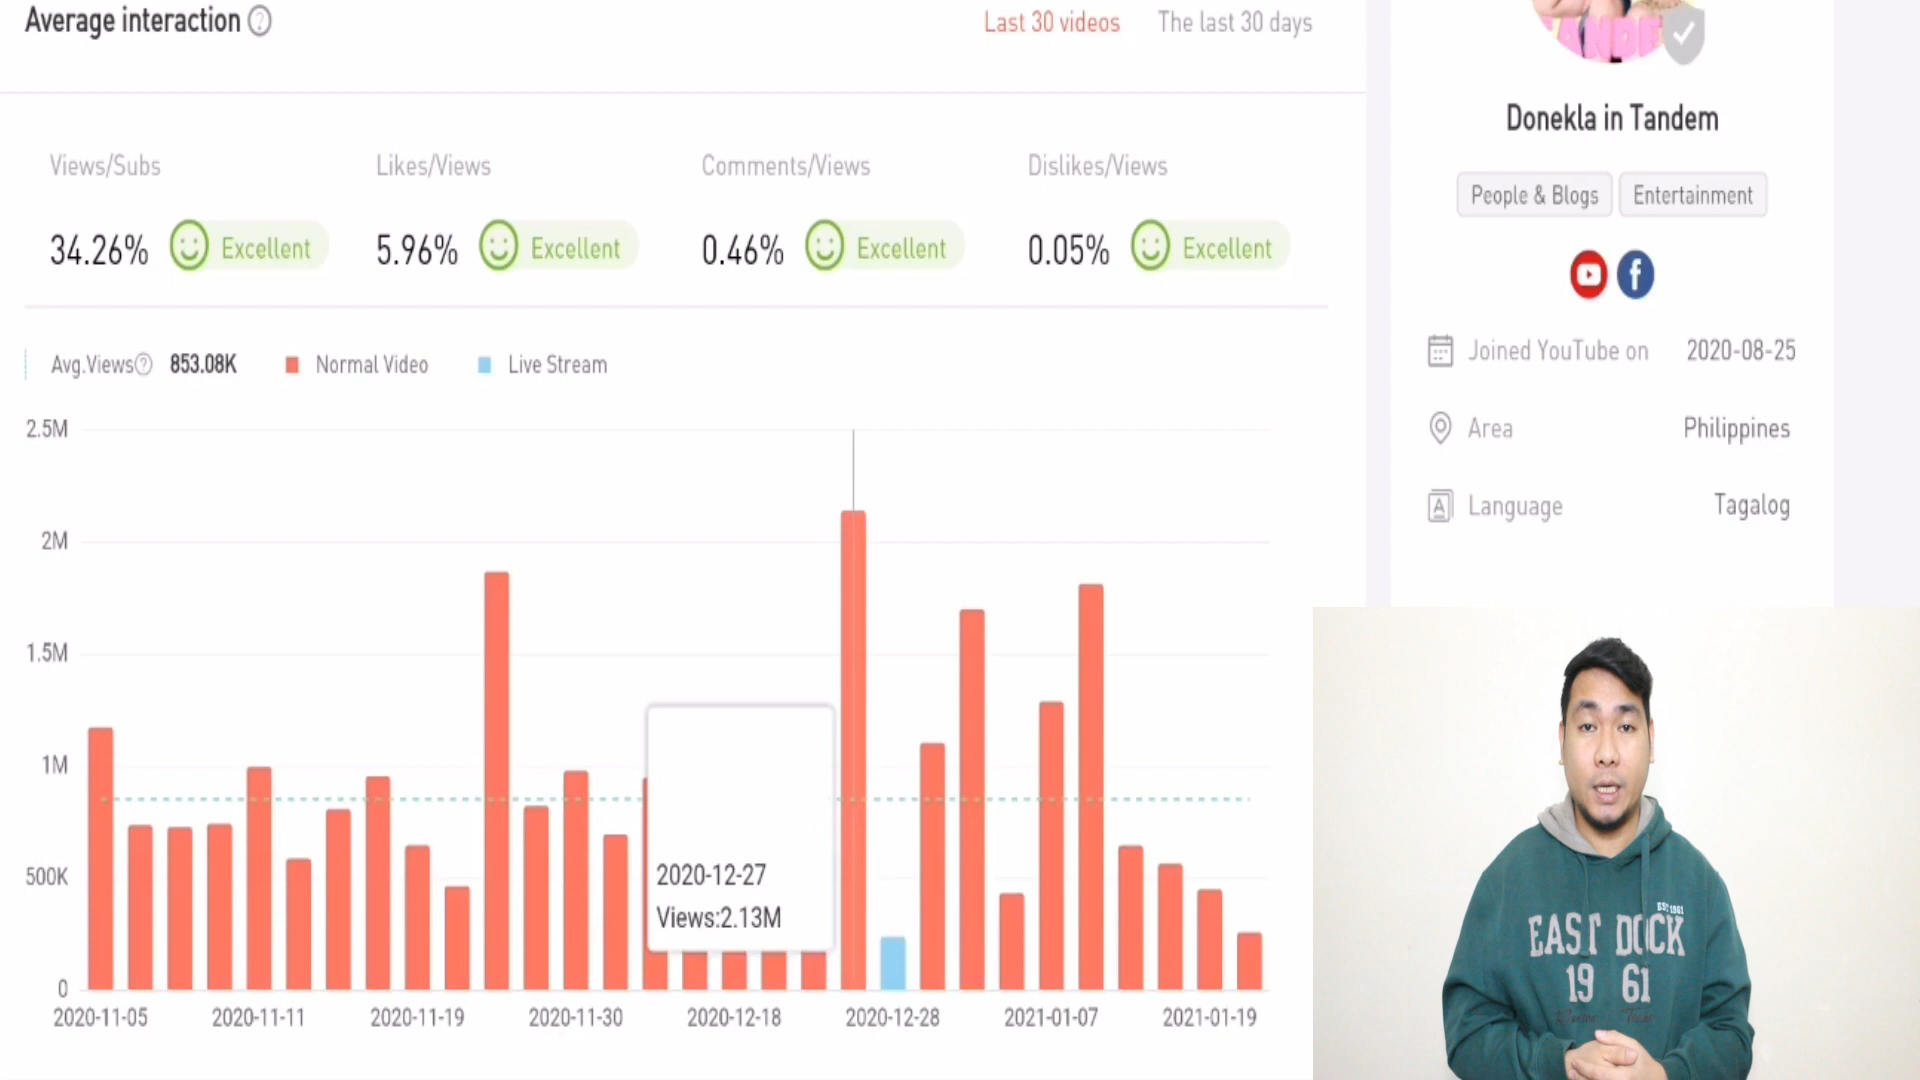 Average interaction
Last 30 videos
The last 30 days
Views/Subs
Likes/Views
Comments/Views
Dislikes/Views
34.26%
Excellent
5.96%
Excellent
0.46%
Excellent
0.05%
Excellent
Avg.Views
853.08K
Normal Video
Live Stream
2.5M
2M
1.5M
1M
500K
0
2020-12-27
Views:2.13M
2020-11-05
2020-11-11
2020-11-19
2020-11-30
2020-12-18
2020-12-28
2021-01-07
2021-01-19
Donekla in Tandem
People & Blogs
Entertainment
Joined YouTube on
2020-08-25
Area
Philippines
Language
Tagalog
EST 1961
EAST DOCK
19 61